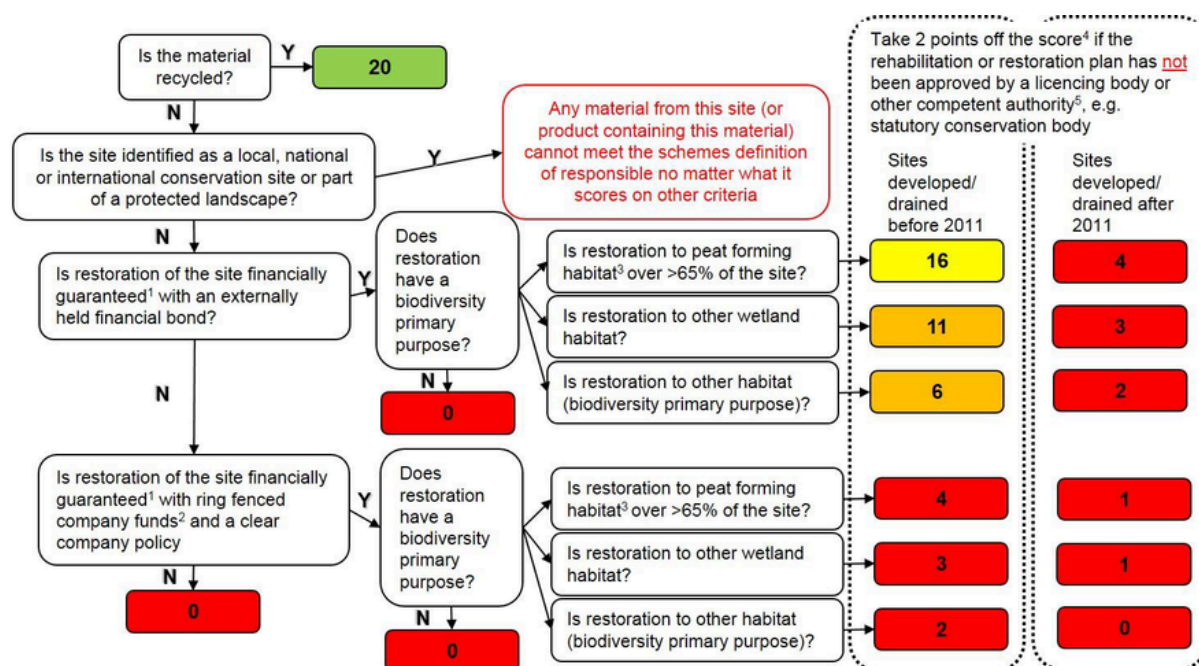 Is the material
recycled?
Y
20
N
Is the site identified as a local, national
or international conservation site or part
of a protected landscape?
Y
Any material from this site (or
product containing this material)
cannot meet the schemes definition
of responsible no matter what it
scores on other criteria
Take 2 points off the score⁴ if the
rehabilitation or restoration plan has not
been approved by a licencing body or
other competent authority⁵, e.g.
statutory conservation body
Sites
developed/
drained
before 2011
Sites
developed/
drained after
2011
N
Is restoration of the site financially
guaranteed¹ with an externally
held financial bond?
Y
Does
restoration
have a
biodiversity
primary
purpose?
N
0
Is restoration to peat forming
habitat³ over >65% of the site?
16
4
Is restoration to other wetland
habitat?
11
3
Is restoration to other habitat
(biodiversity primary purpose)?
6
2
N
Is restoration of the site financially
guaranteed¹ with ring fenced
company funds² and a clear
company policy
Y
N
0
Does
restoration
have a
biodiversity
primary
purpose?
N
0
Is restoration to peat forming
habitat³ over >65% of the site?
4
1
Is restoration to other wetland
habitat?
3
1
Is restoration to other habitat
(biodiversity primary purpose)?
2
0